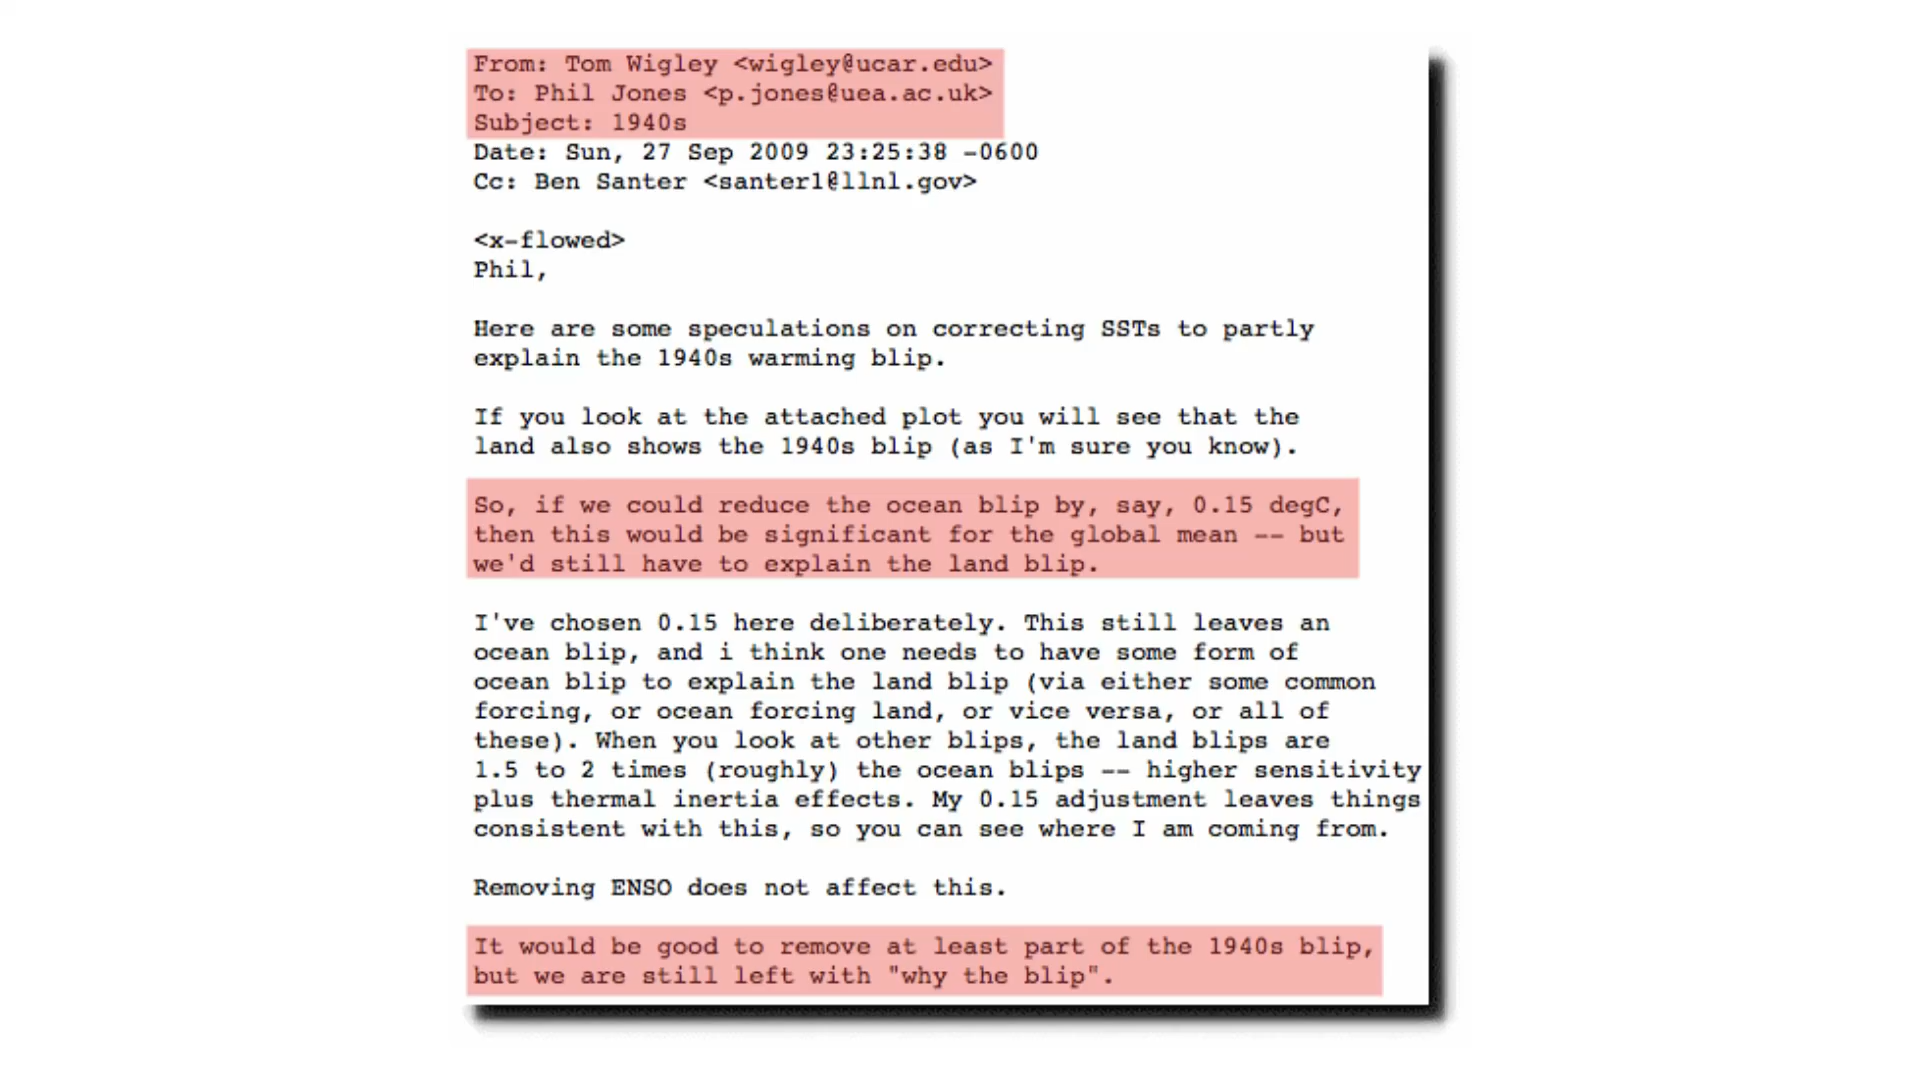 From: Tom Wigley <wigley@ucar.edu>
To: Phil Jones <p.jones@uea.ac.uk>
Subject: 1940s
Date: Sun, 27 Sep 2009 23:25:38 -0600
Cc: Ben Santer <santer1@llnl.gov>
<x-flowed>
Phil,
Here are some speculations on correcting SSTs to partly
explain the 1940s warming blip.
If you look at the attached plot you will see that the
land also shows the 1940s blip (as I'm sure you know).
So, if we could reduce the ocean blip by, say, 0.15 degC,
then this would be significant for the global mean -- but
we'd still have to explain the land blip.
I've chosen 0.15 here deliberately. This still leaves an
ocean blip, and i think one needs to have some form of
ocean blip to explain the land blip (via either some common
forcing, or ocean forcing land, or vice versa, or all of
these). When you look at other blips, the land blips are
1.5 to 2 times (roughly) the ocean blips -- higher sensitivity
plus thermal inertia effects. My 0.15 adjustment leaves things
consistent with this, so you can see where I am coming from.
Removing ENSO does not affect this.
It would be good to remove at least part of the 1940s blip,
but we are still left with "why the blip".